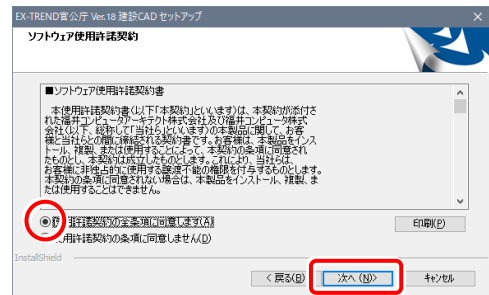 EX-TREND官公庁 Ver.18 建設CAD セットアップ
ソフトウェア使用許諾契約
■ソフトウェア使用許諾契約書
本使用許諾契約書(以下「本契約」といいます)は、本契約が添付さ
れた福井コンピュータアーキテクト株式会社及び福井コンピュータ株式
会社(以下、総称して「当社ら」といいます)の本製品に関して、お客
様と当社らとの間に締結される契約書です。お客様は、本製品をインス
トール、複製、または使用することによって、本契約の条項に同意され
たものとし、本契約は成立したものとします。これにより、当社らは、
お客様に非独占的に使用する譲渡不能の権限を付与するものとします。
本契約の条項に同意されない場合は、本製品をインストール、複製、ま
たは使用することはできません。
許諾契約の全条項に同意します(A)
印刷(P)
使用許諾契約の条項に同意しません(D)
InstallShield
< 戻る(B)
次へ (N)>
キャンセル